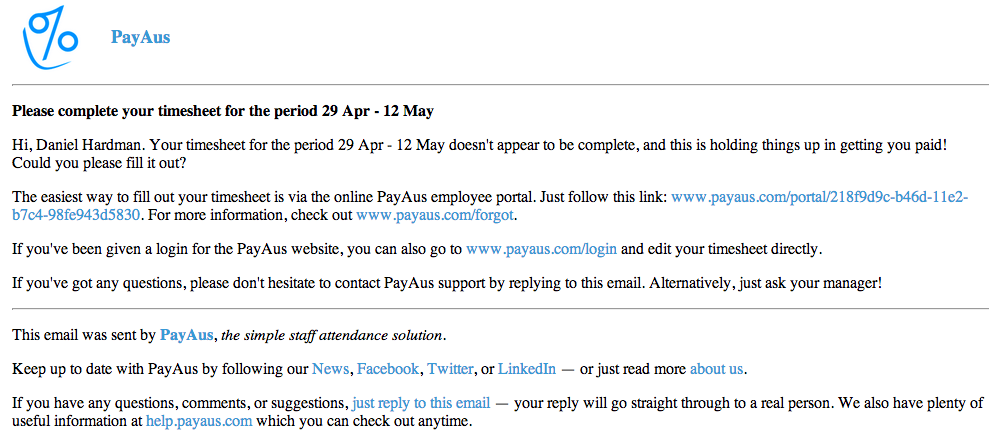 PayAus
Please complete your timesheet for the period 29 Apr - 12 May
Hi, Daniel Hardman. Your timesheet for the period 29 Apr - 12 May doesn't appear to be complete, and this is holding things up in getting you paid!
Could you please fill it out?
The easiest way to fill out your timesheet is via the online PayAus employee portal. Just follow this link: www.payaus.com/portal/218f9d9c-b46d-11e2-
b7c4-98fe943d5830. For more information, check out www.payaus.com/forgot.
If you've been given a login for the PayAus website, you can also go to www.payaus.com/login and edit your timesheet directly.
If you've got any questions, please don't hesitate to contact PayAus support by replying to this email. Alternatively, just ask your manager!
This email was sent by PayAus, the simple staff attendance solution.
Keep up to date with PayAus by following our News, Facebook, Twitter, or LinkedIn — or just read more about us.
If you have any questions, comments, or suggestions, just reply to this email — your reply will go straight through to a real person. We also have plenty of
useful information at help.payaus.com which you can check out anytime.